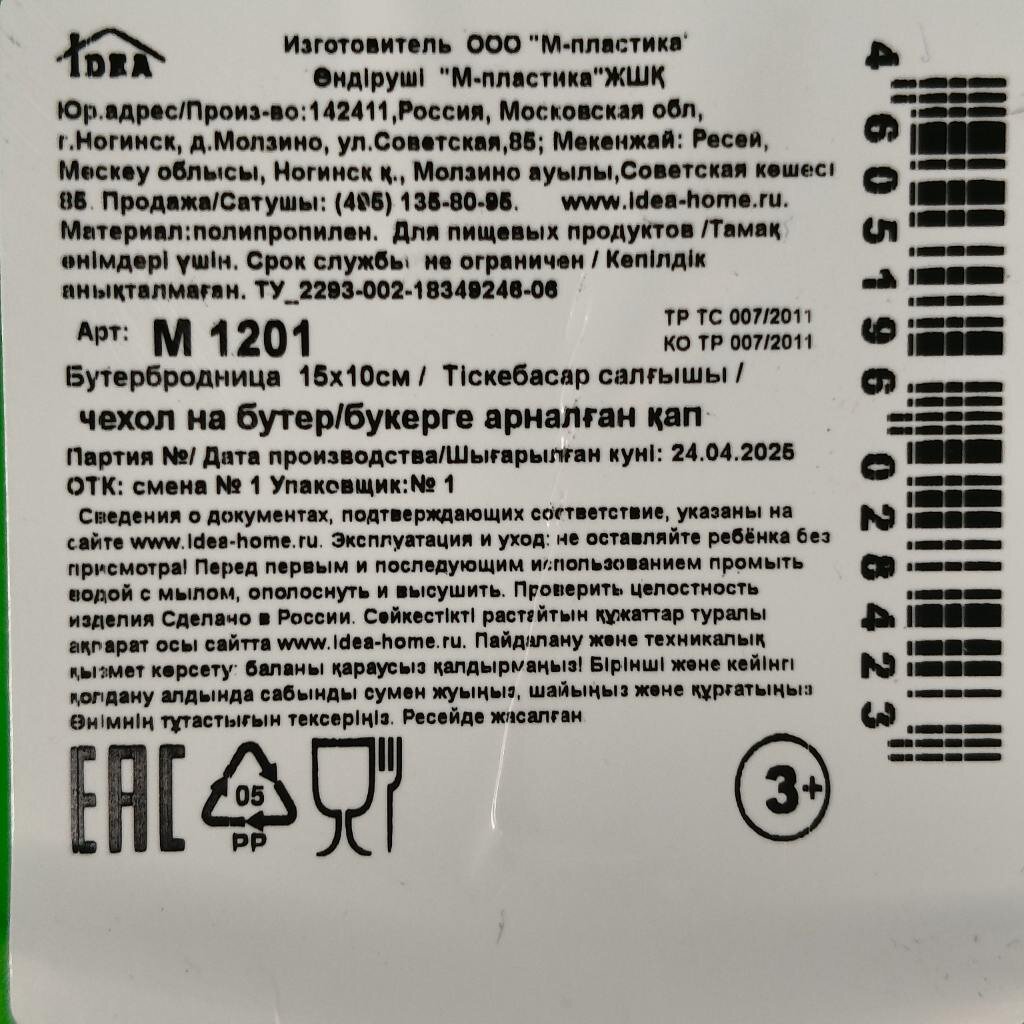 IDEA
Изготовитель ООО "М-пластика"
Өндіруші "М-пластика"ЖШҚ
Юр.адрес/Произ-во:142411,Россия, Московская обл,
г.Ногинск, д.Молзино, ул.Советская,85; Мекенжай: Ресей,
Мəскеу облысы, Ногинск қ., Молзино ауылы,Советская көшесі
85. Продажа/Сатушы: (495) 135-80-95. www.idea-home.ru.
Материал:полипропилен. Для пищевых продуктов /Тамақ
өнімдері үшін. Срок службы не ограничен / Кепілдік
анықталмаған. ТУ_2293-002-18349246-06
Арт: М 1201
ТР ТС 007/2011
КО ТР 007/2011
Бутербродница 15х10см / Тіскебасар салғышы /
чехол на бутер/букерге арналған қап
Партия №/ Дата производства/Шығарылған күні: 24.04.2025
ОТК: смена № 1 Упаковщик:№ 1
Сведения о документах, подтверждающих соответствие, указаны на
сайте www.idea-home.ru. Эксплуатация и уход: не оставляйте ребёнка без
присмотра! Перед первым и последующим использованием промыть
водой с мылом, ополоснуть и высушить. Проверить целостность
изделия Сделано в России. Сəйкестікті растайтын құжаттар туралы
ақпарат осы сайтта www.idea-home.ru. Пайдалану жəне техникалық
қызмет көрсету: баланы қараусыз қалдырмаңыз! Бірінші жəне кейінгі
қолдану алдында сабынды сумен жуыңыз, шайыңыз жəне құрғатыңыз
Өнімнің тұтастығын тексеріңіз. Ресейде жасалған
EAC
05
PP
3+
4605196028423